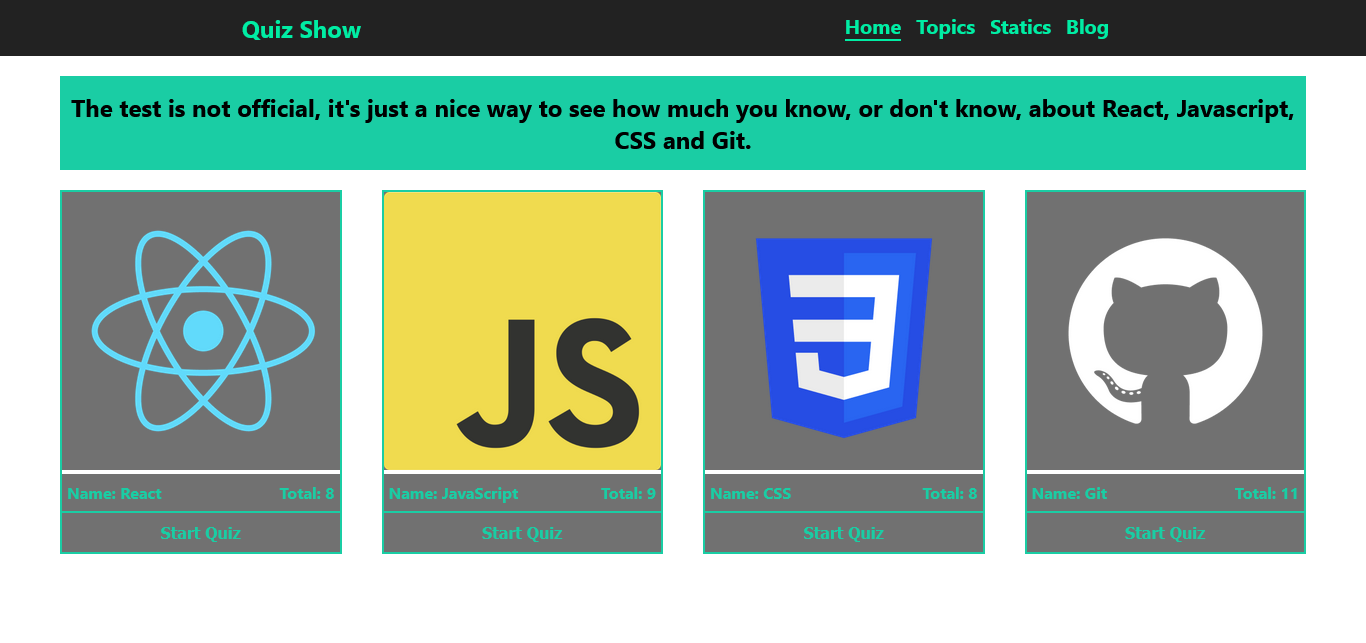 Quiz Show
Home Topics Statics Blog
The test is not official, it's just a nice way to see how much you know, or don't know, about React, Javascript,
CSS and Git.
JS
3
Name: React Total: 8
Name: JavaScript Total: 9
Name: CSS Total: 8
Name: Git Total: 11
Start Quiz
Start Quiz
Start Quiz
Start Quiz